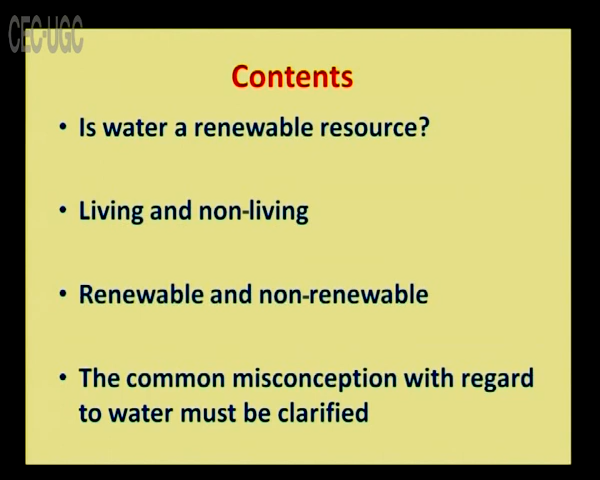 CEC-UGC
Contents
• Is water a renewable resource?
• Living and non-living
• Renewable and non-renewable
• The common misconception with regard
to water must be clarified